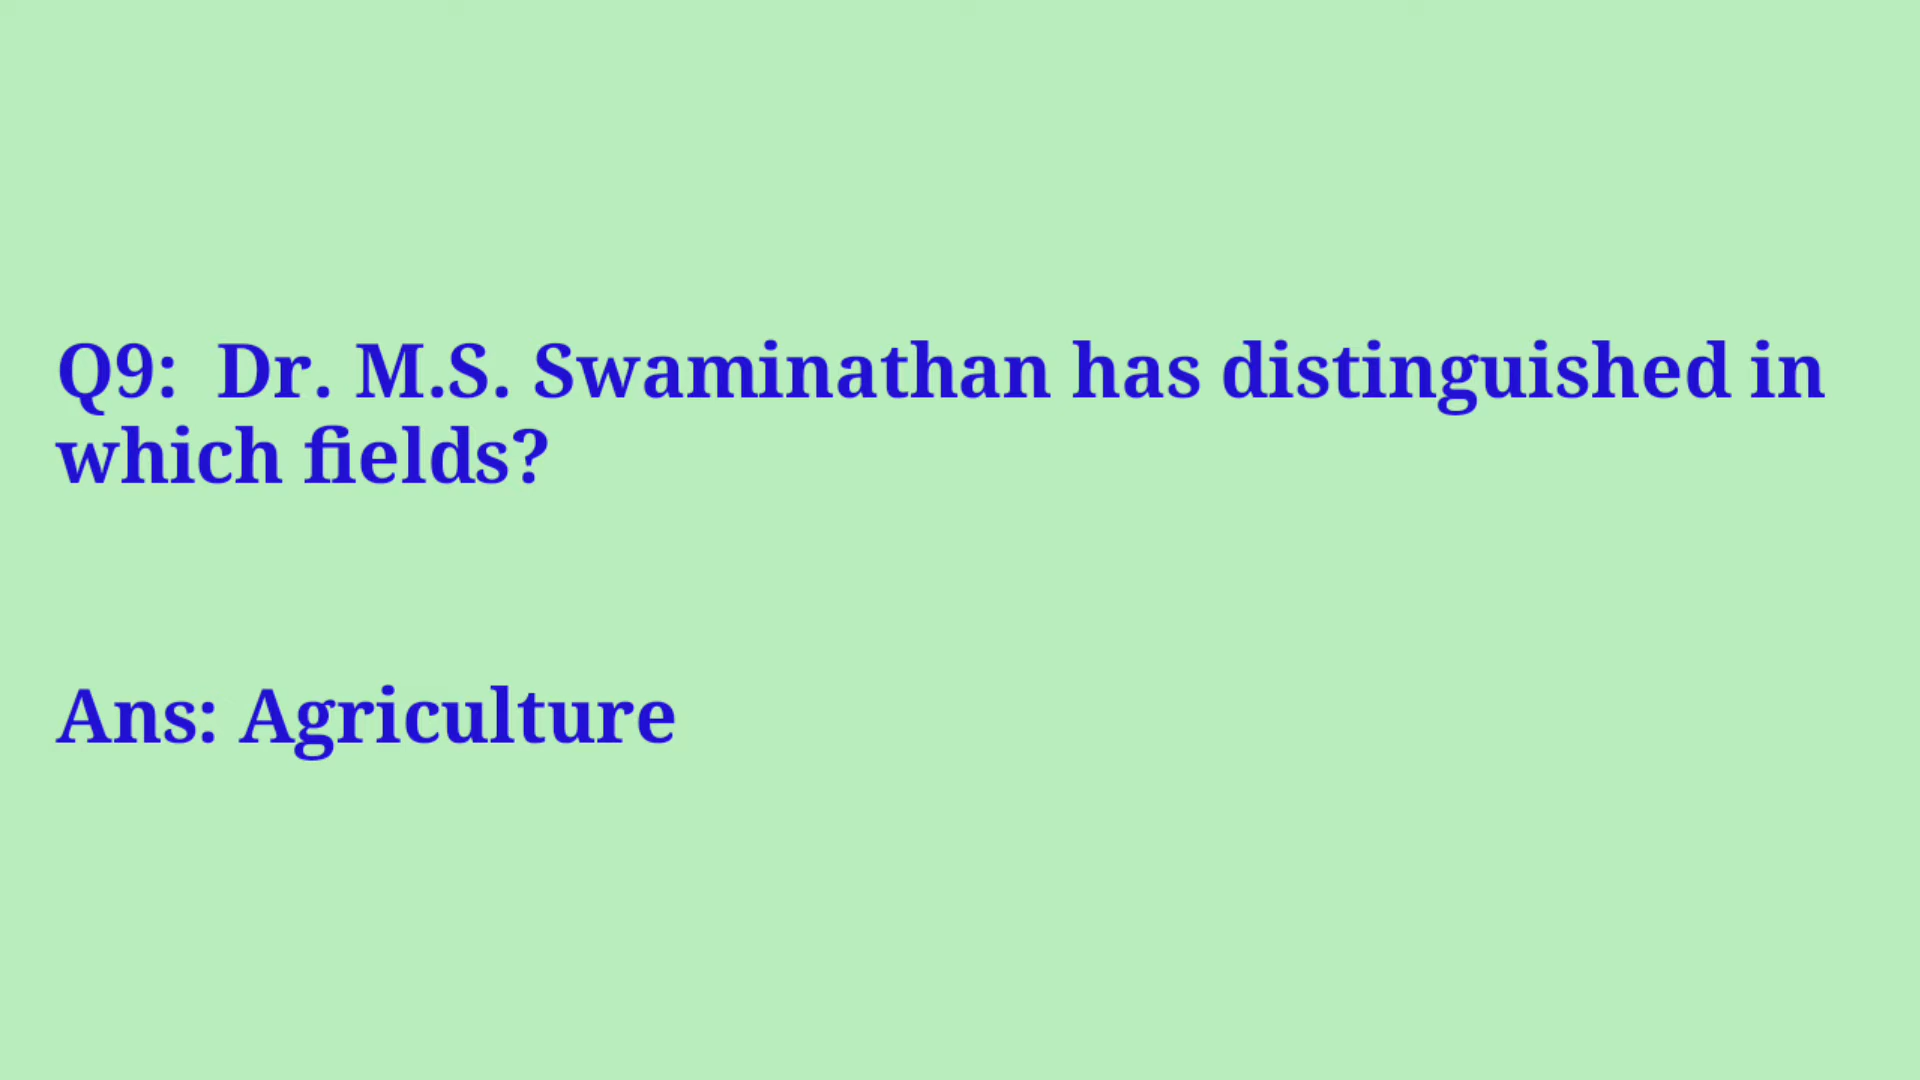 Q9:  Dr. M.S. Swaminathan has distinguished in
which fields?
Ans: Agriculture